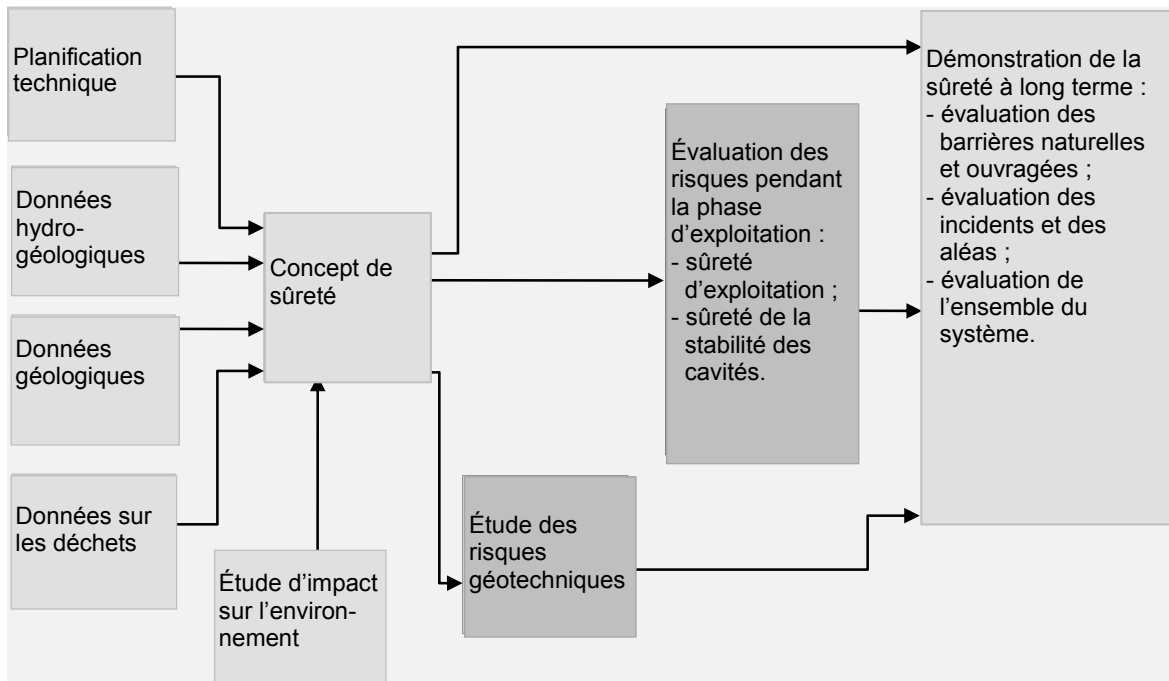 Planification
technique
Données
hydro-
géologiques
Données
géologiques
Données sur
les déchets
Étude d’impact
sur l’environ-
nement
Concept de
sûreté
Étude des
risques
géotechniques
Évaluation des
risques pendant
la phase
d’exploitation :
- sûreté
d’exploitation ;
- sûreté de la
stabilité des
cavités.
Démonstration de la
sûreté à long terme :
- évaluation des
barrières naturelles
et ouvragées ;
- évaluation des
incidents et des
aléas ;
- évaluation de
l’ensemble du
système.